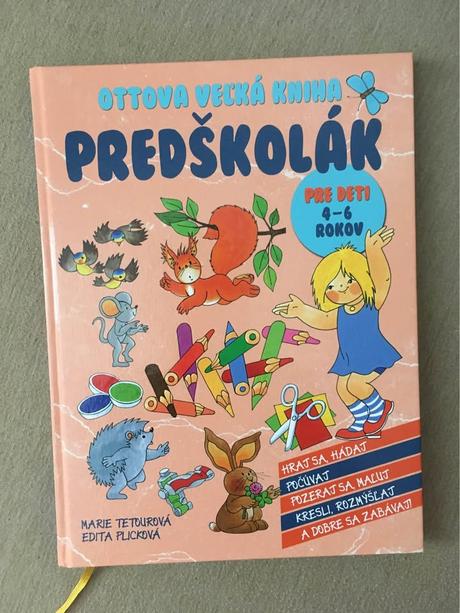 OTTOVA VEĽKÁ KNIHA
PREDŠKOLÁK
PRE DETI
4–6
ROKOV
HRAJ SA, HÁDAJ
POČÚVAJ
POZERAJ SA, MAĽUJ
KRESLI, ROZMÝŠĽAJ
A DOBRE SA ZABÁVAJ!
MARIE TETOUROVÁ
EDITA PLICKOVÁ